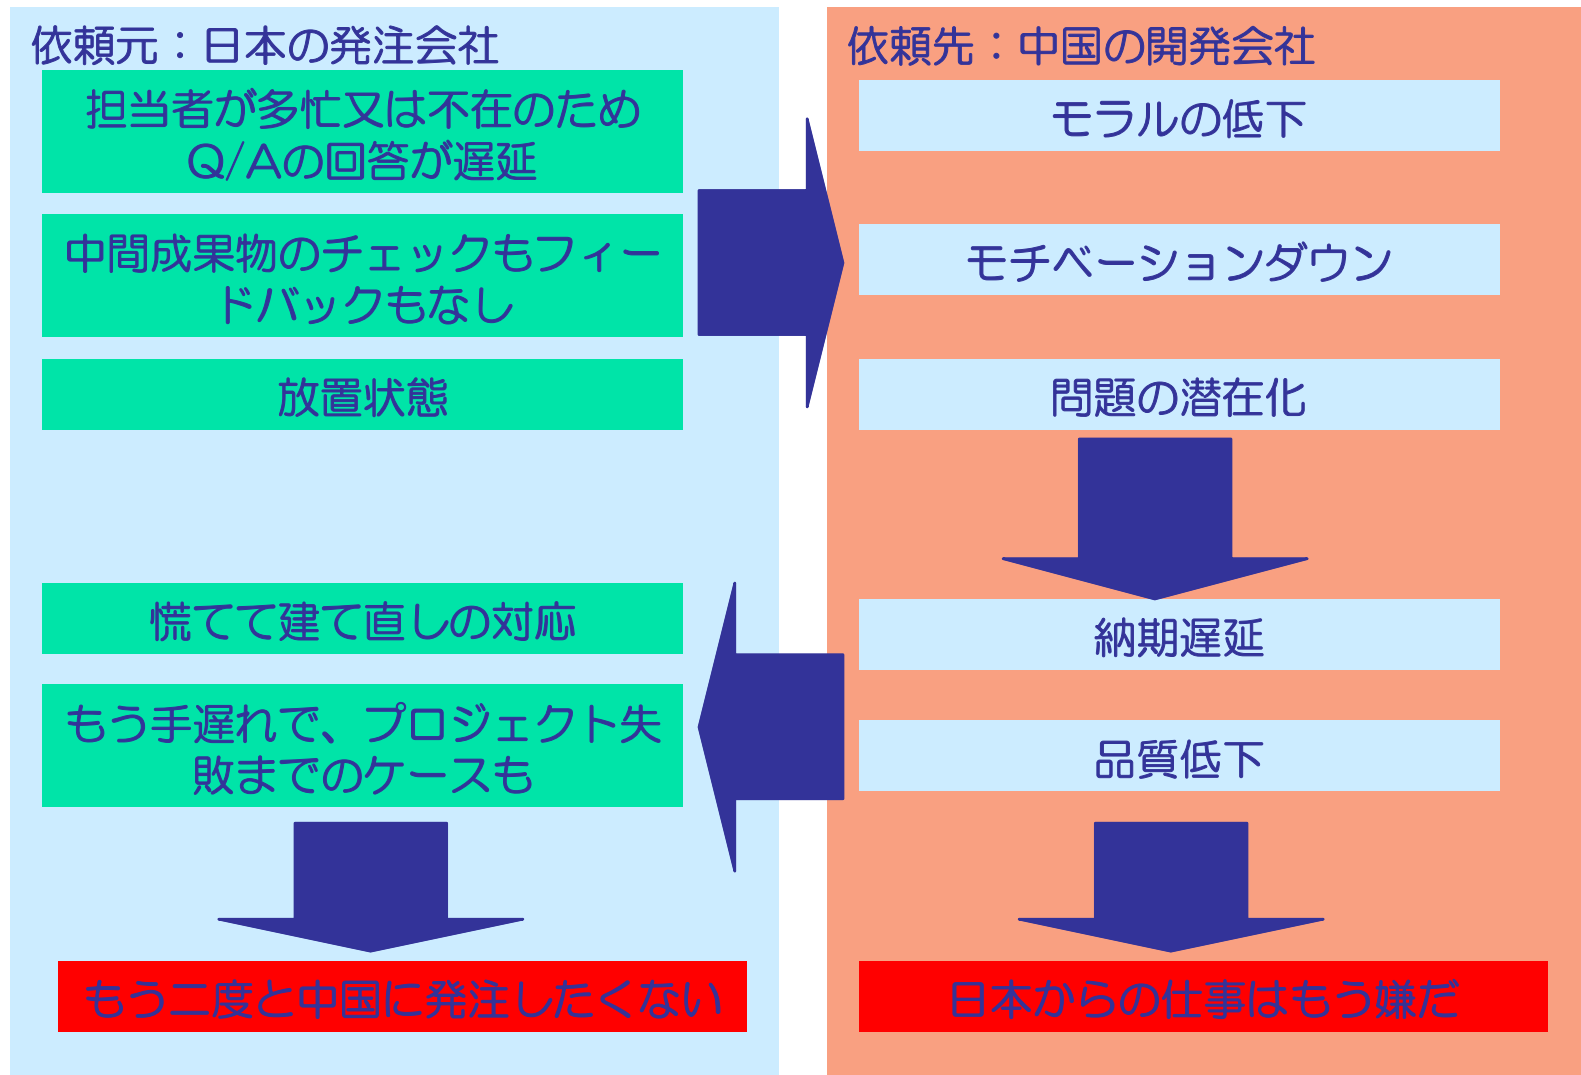 依頼元：日本の発注会社
担当者が多忙又は不在のため
Q/Aの回答が遅延
中間成果物のチェックもフィー
ドバックもなし
放置状態
慌てて建て直しの対応
もう手遅れで、プロジェクト失
敗までのケースも
もう二度と中国に発注したくない
依頼先：中国の開発会社
モラルの低下
モチベーションダウン
問題の潜在化
納期遅延
品質低下
日本からの仕事はもう嫌だ